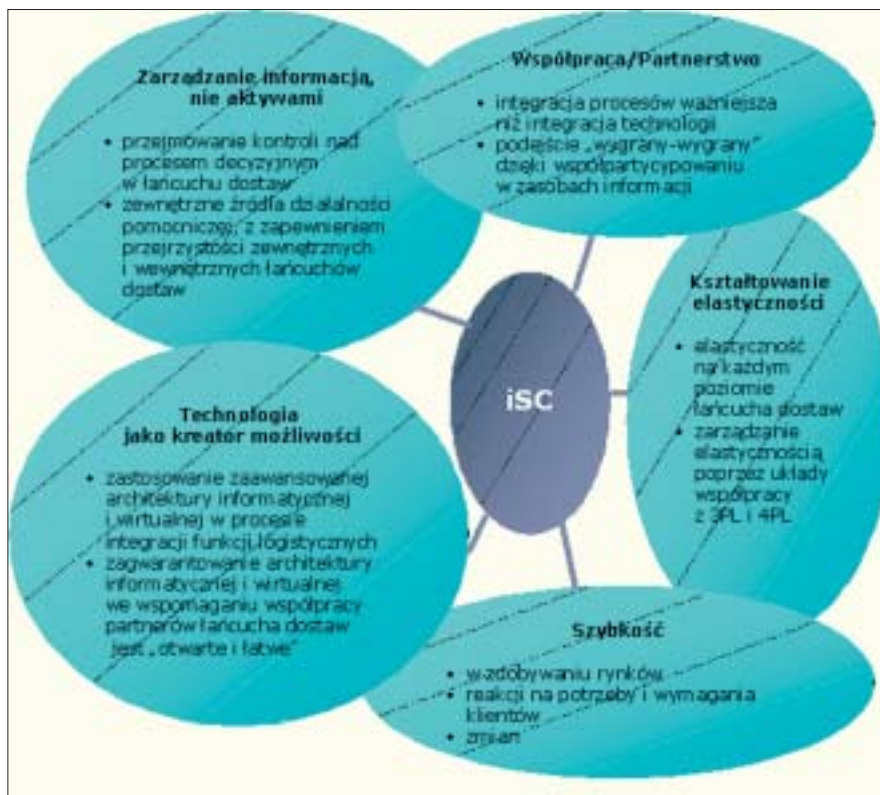 Zarządzanie informacją,
nie aktywami
• przejmowanie kontroli nad
procesem decyzyjnym
w łańcuchu dostaw
• zewnętrzne źródła działalności
pomocniczej, z zapewnieniem
przejrzystości zewnętrznych
i wewnętrznych łańcuchów
dostaw
Współpraca/Partnerstwo
• integracja procesów ważniejsza
niż integracja technologii
• podejście „wygrany-wygrany”
dzięki współpartycypowaniu
w zasobach informacji
Kształtowanie
elastyczności
• elastyczność
na każdym
poziomie
łańcucha dostaw
• zarządzanie
elastycznością
poprzez układy
współpracy
z 3PL i 4PL
iSC
Technologia
jako kreator możliwości
• zastosowanie zaawansowanej
architektury informatycznej
i wirtualnej w procesie
integracji funkcji logistycznych
• zagwarantowanie architektury
informatycznej i wirtualnej
we wspomaganiu współpracy
partnerów łańcucha dostaw
jest „otwarte i łatwe”
Szybkość
• w zdobywaniu rynków
• reakcji na potrzeby i wymagania
klientów
• zmian